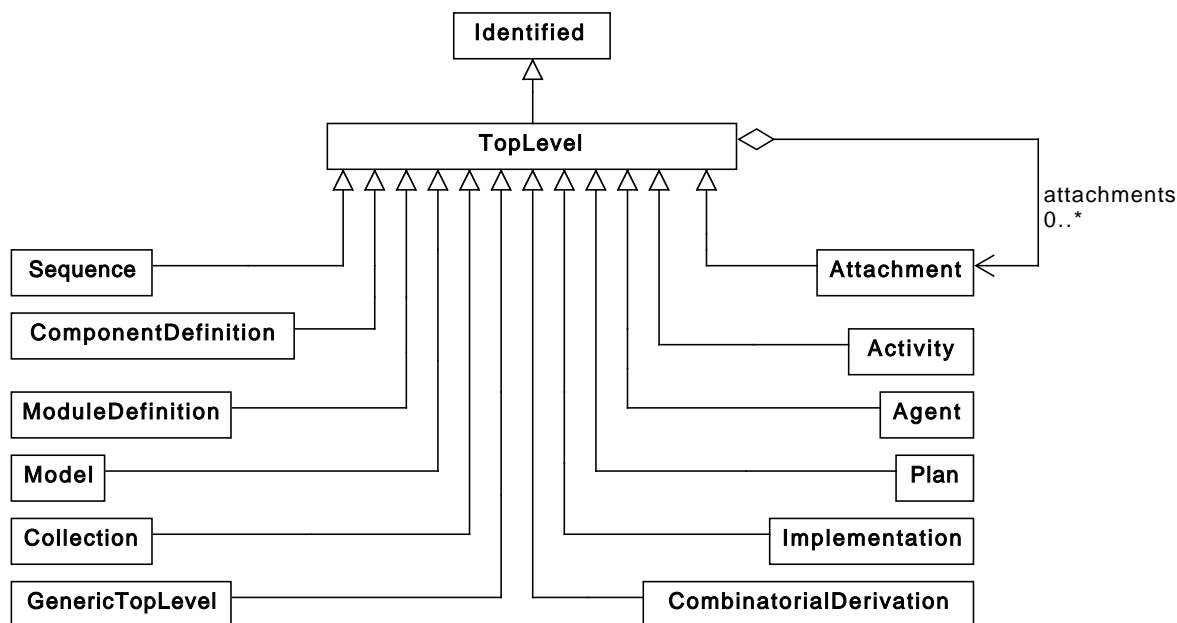 Identified
TopLevel
attachments
0..*
Sequence
Attachment
ComponentDefinition
Activity
ModuleDefinition
Agent
Model
Plan
Collection
Implementation
GenericTopLevel
CombinatorialDerivation